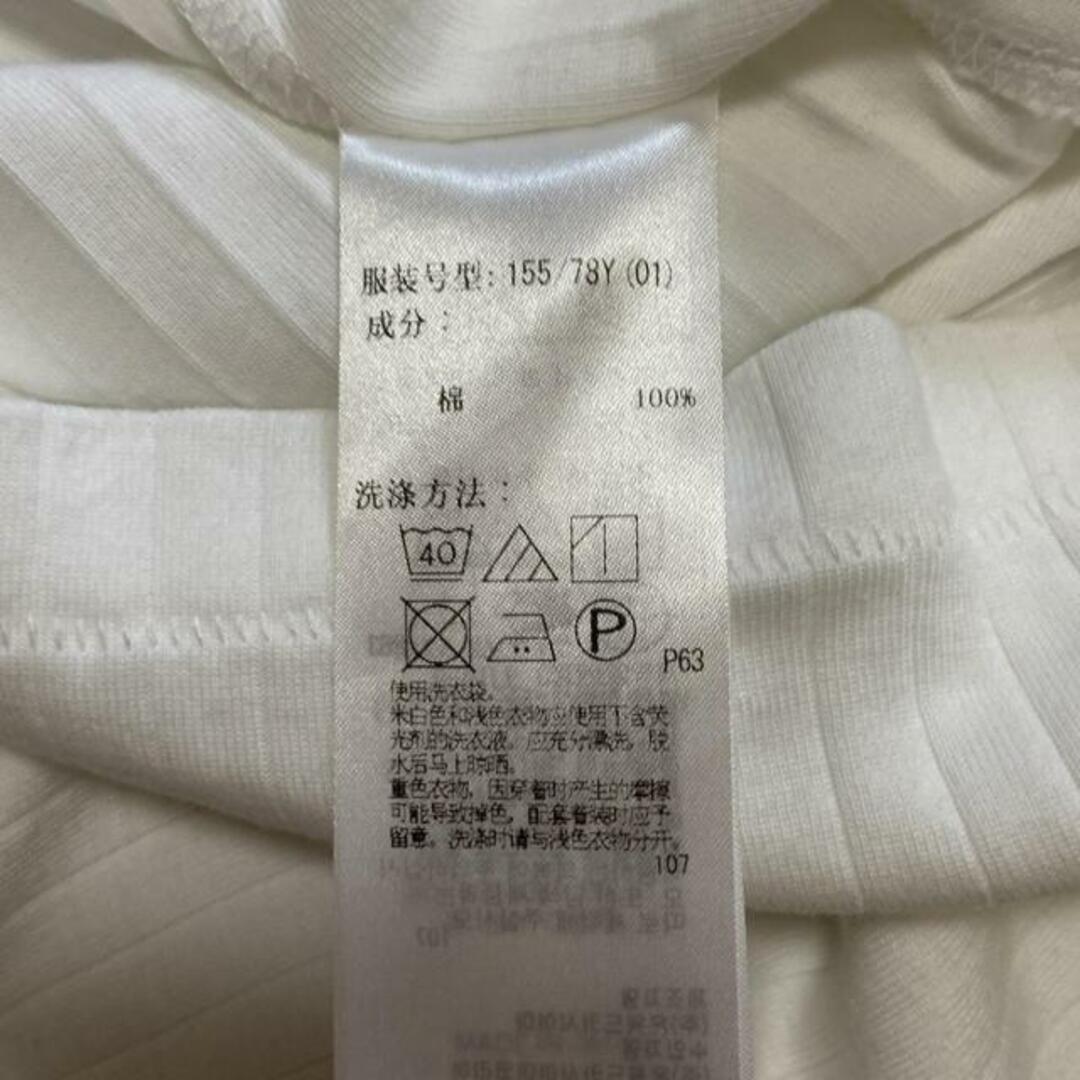 服装号型: 155/78Y (01)
成分：
棉 100%
洗涤方法：
40
P
P63
使用洗衣袋。
米白色和浅色衣物应使用不含荧
光剂的洗衣液。应充分漂洗，脱
水后马上晾晒。
重色衣物，因穿着时产生的摩擦
可能导致掉色，配套着装时应予
留意。洗涤时请与浅色衣物分开。
107